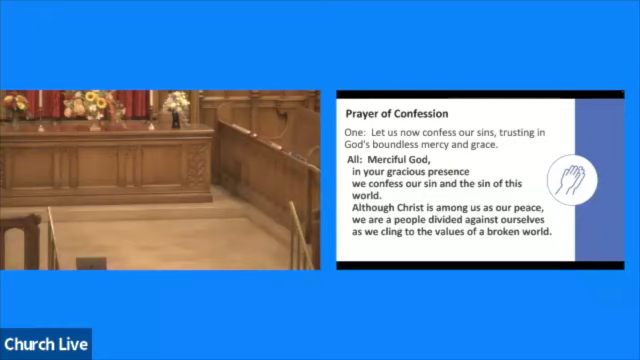 Prayer of Confession
One: Let us now confess our sins, trusting in
God's boundless mercy and grace.
All: Merciful God,
in your gracious presence
we confess our sin and the sin of this
world.
Although Christ is among us as our peace,
we are a people divided against ourselves
as we cling to the values of a broken world.
Church Live